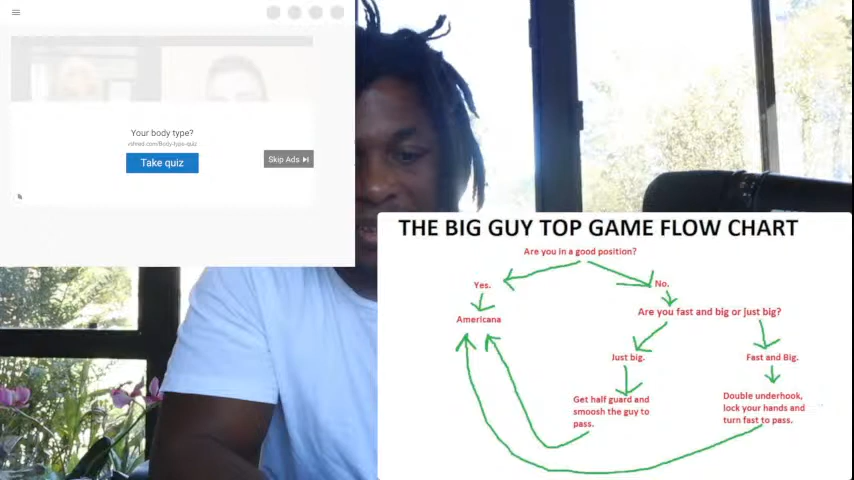 Your body type?
Take quiz
Skip Ads
THE BIG GUY TOP GAME FLOW CHART
Are you in a good position?
Yes.
No.
Americana
Are you fast and big or just big?
Just big.
Fast and Big.
Get half guard and
smoosh the guy to
pass.
Double underhook,
lock your hands and
turn fast to pass.